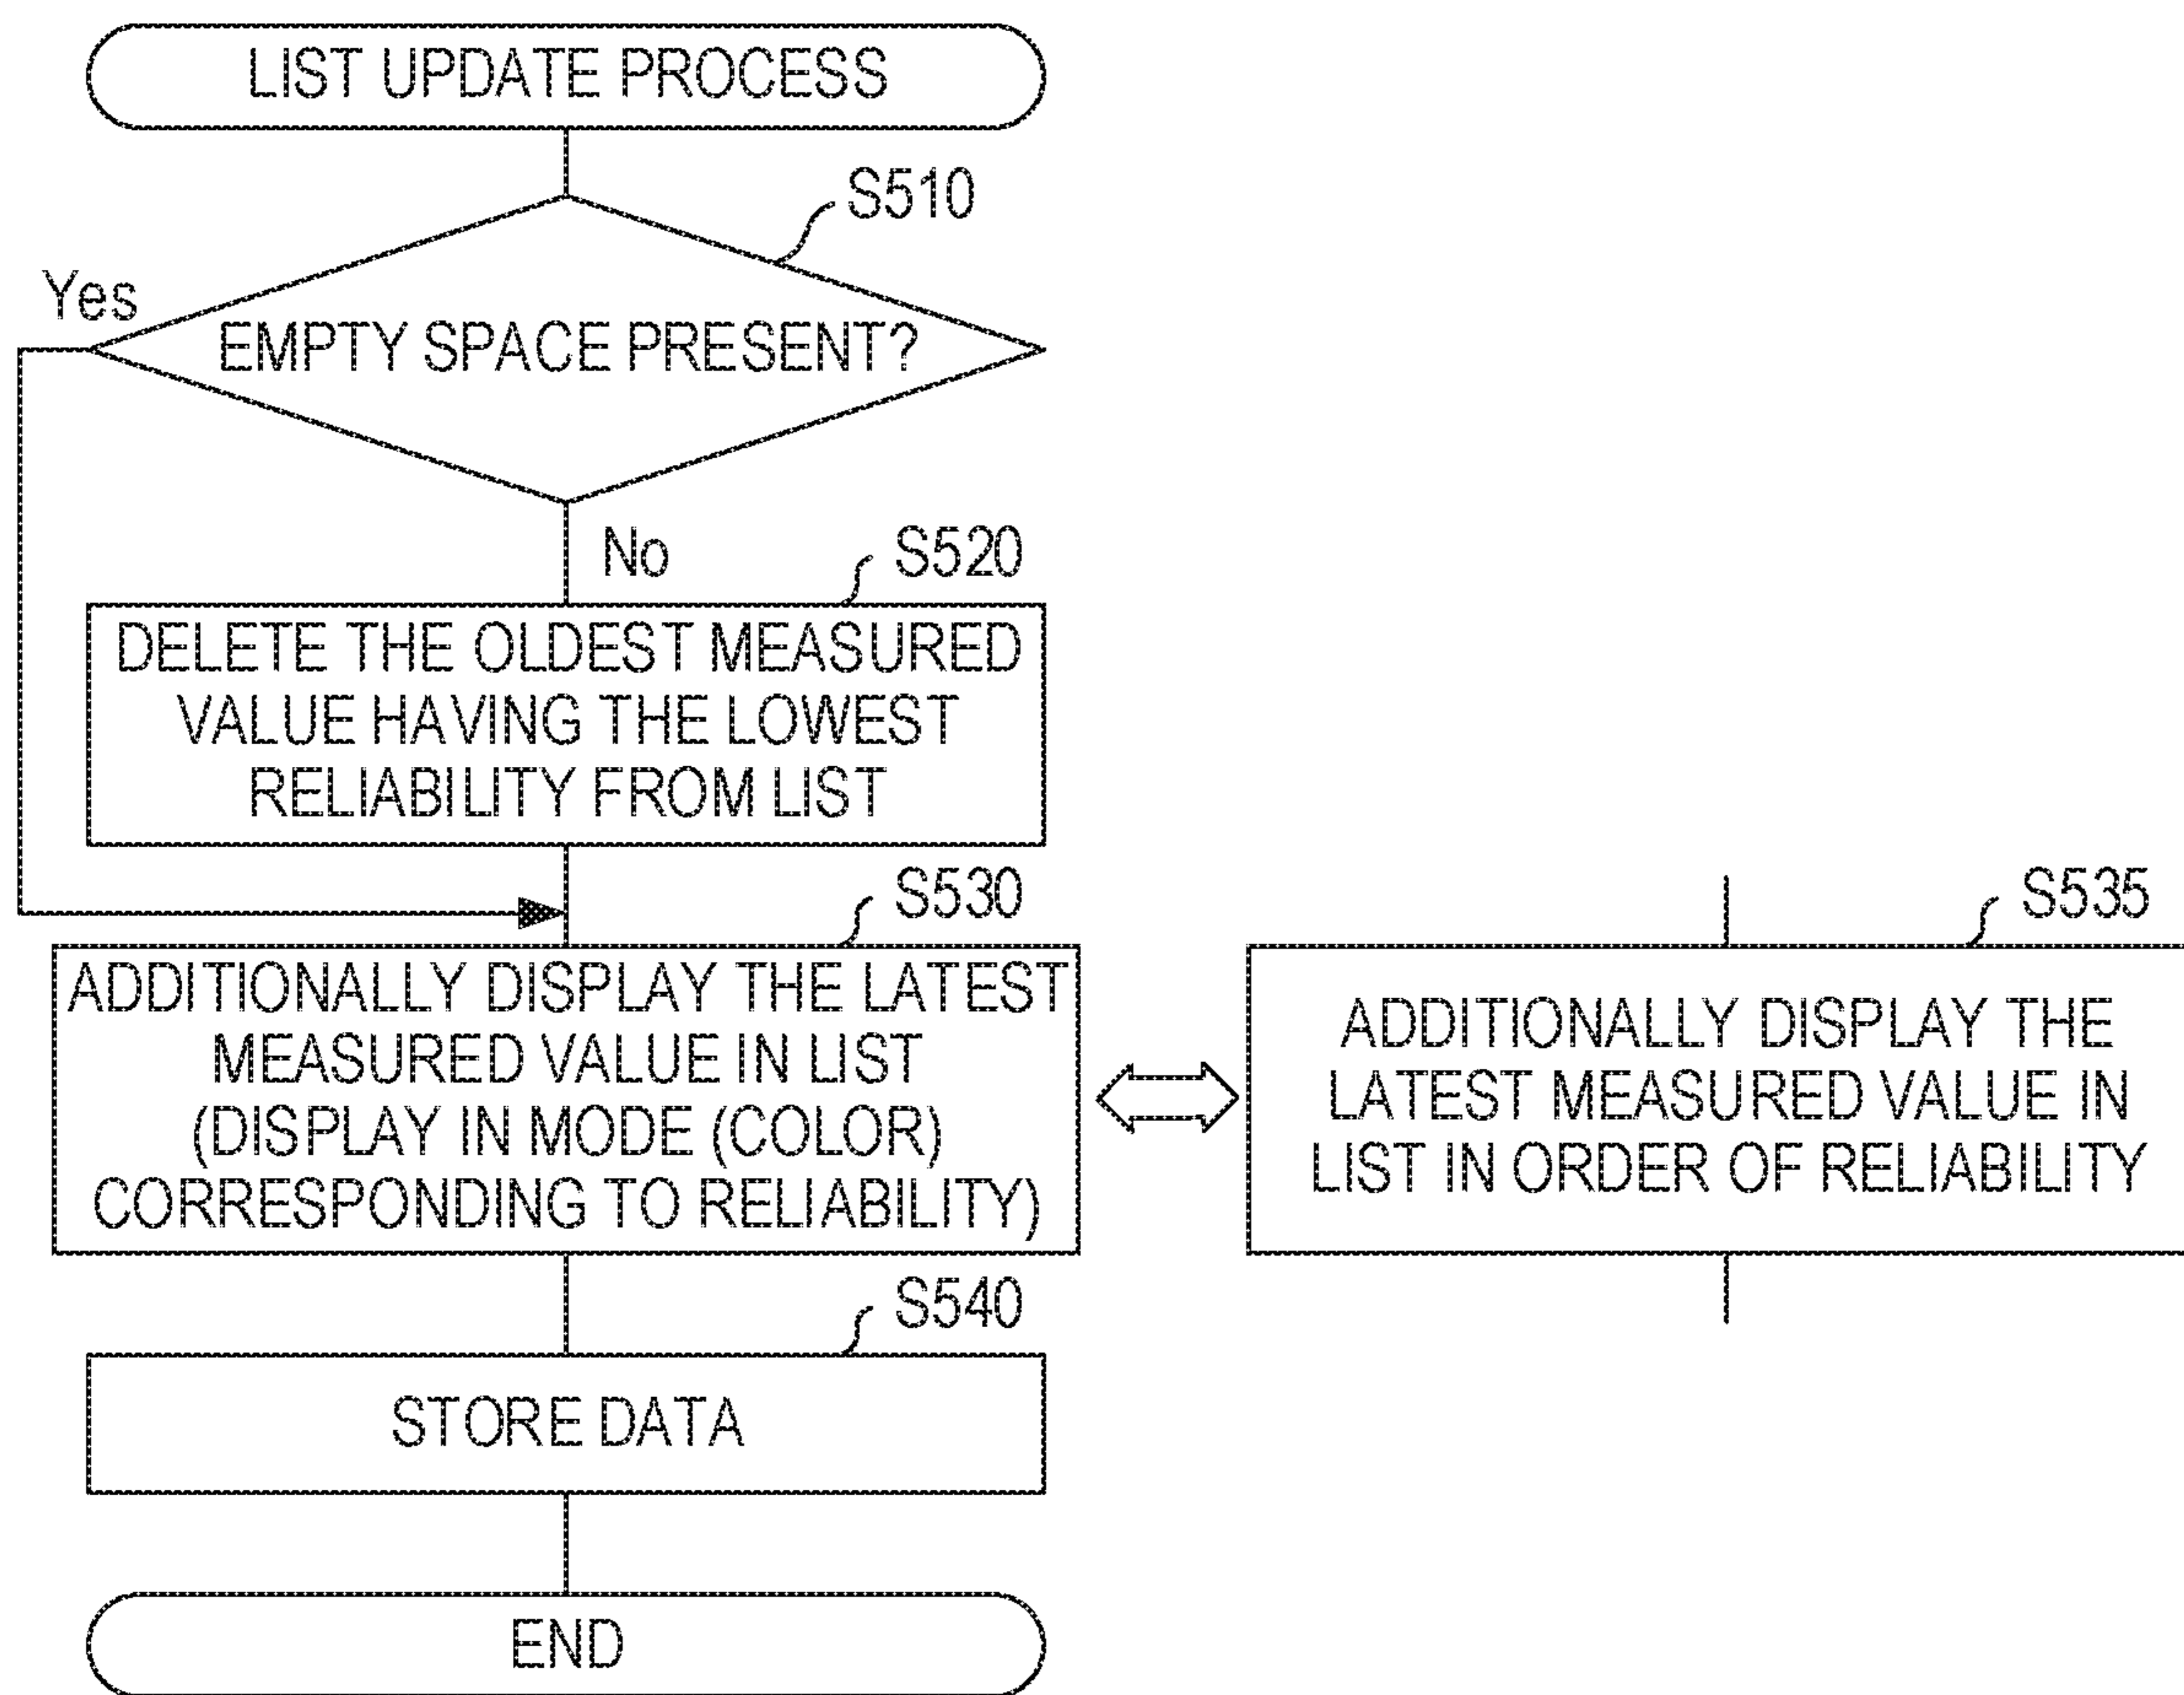 LIST UPDATE PROCESS
S510
Yes
EMPTY SPACE PRESENT?
No
S520
DELETE THE OLDEST MEASURED
VALUE HAVING THE LOWEST
RELIABILITY FROM LIST
S530
ADDITIONALLY DISPLAY THE LATEST
MEASURED VALUE IN LIST
(DISPLAY IN MODE (COLOR)
CORRESPONDING TO RELIABILITY)
S535
ADDITIONALLY DISPLAY THE
LATEST MEASURED VALUE IN
LIST IN ORDER OF RELIABILITY
S540
STORE DATA
END